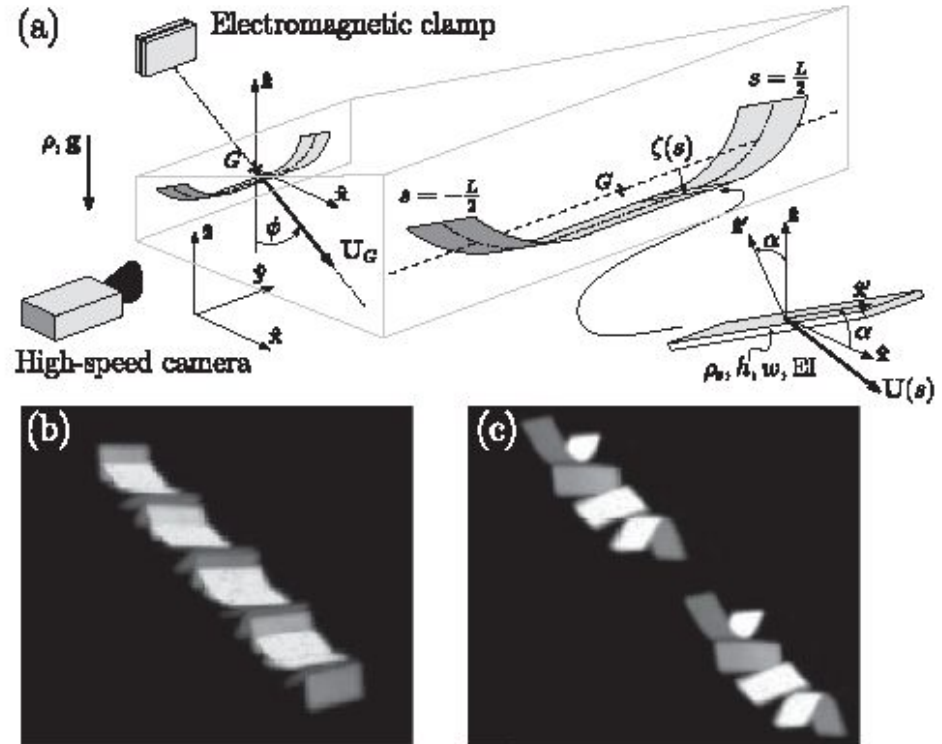 (a)
Electromagnetic clamp
ẑ
s = L/2
ρ, g
G
ζ(s)
G
x̂
s = −L/2
ẑ
ẑ
ẑ′
α
ϕ
U_G
ŷ
x̂′
α
x̂
x̂
High-speed camera
ρ_s, h, w, EI
U(s)
(b)
(c)